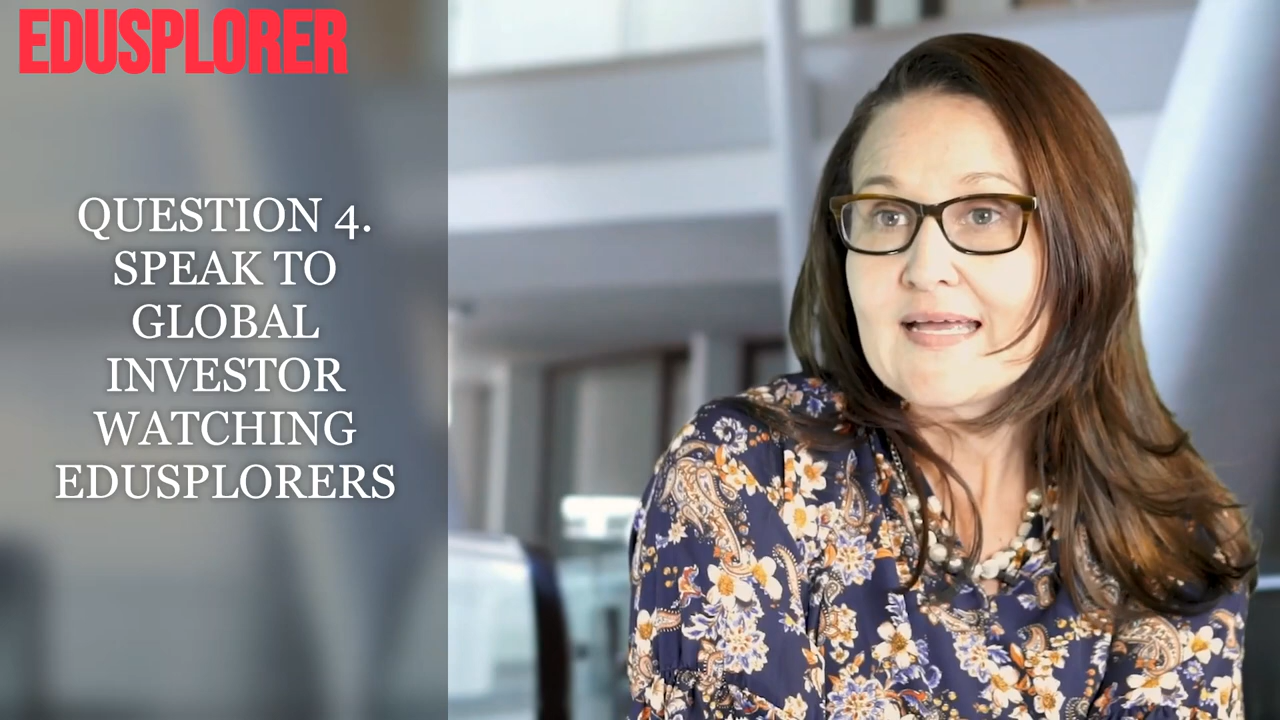 EDUSPLORER
QUESTION 4.
SPEAK TO
GLOBAL
INVESTOR
WATCHING
EDUSPLORERS